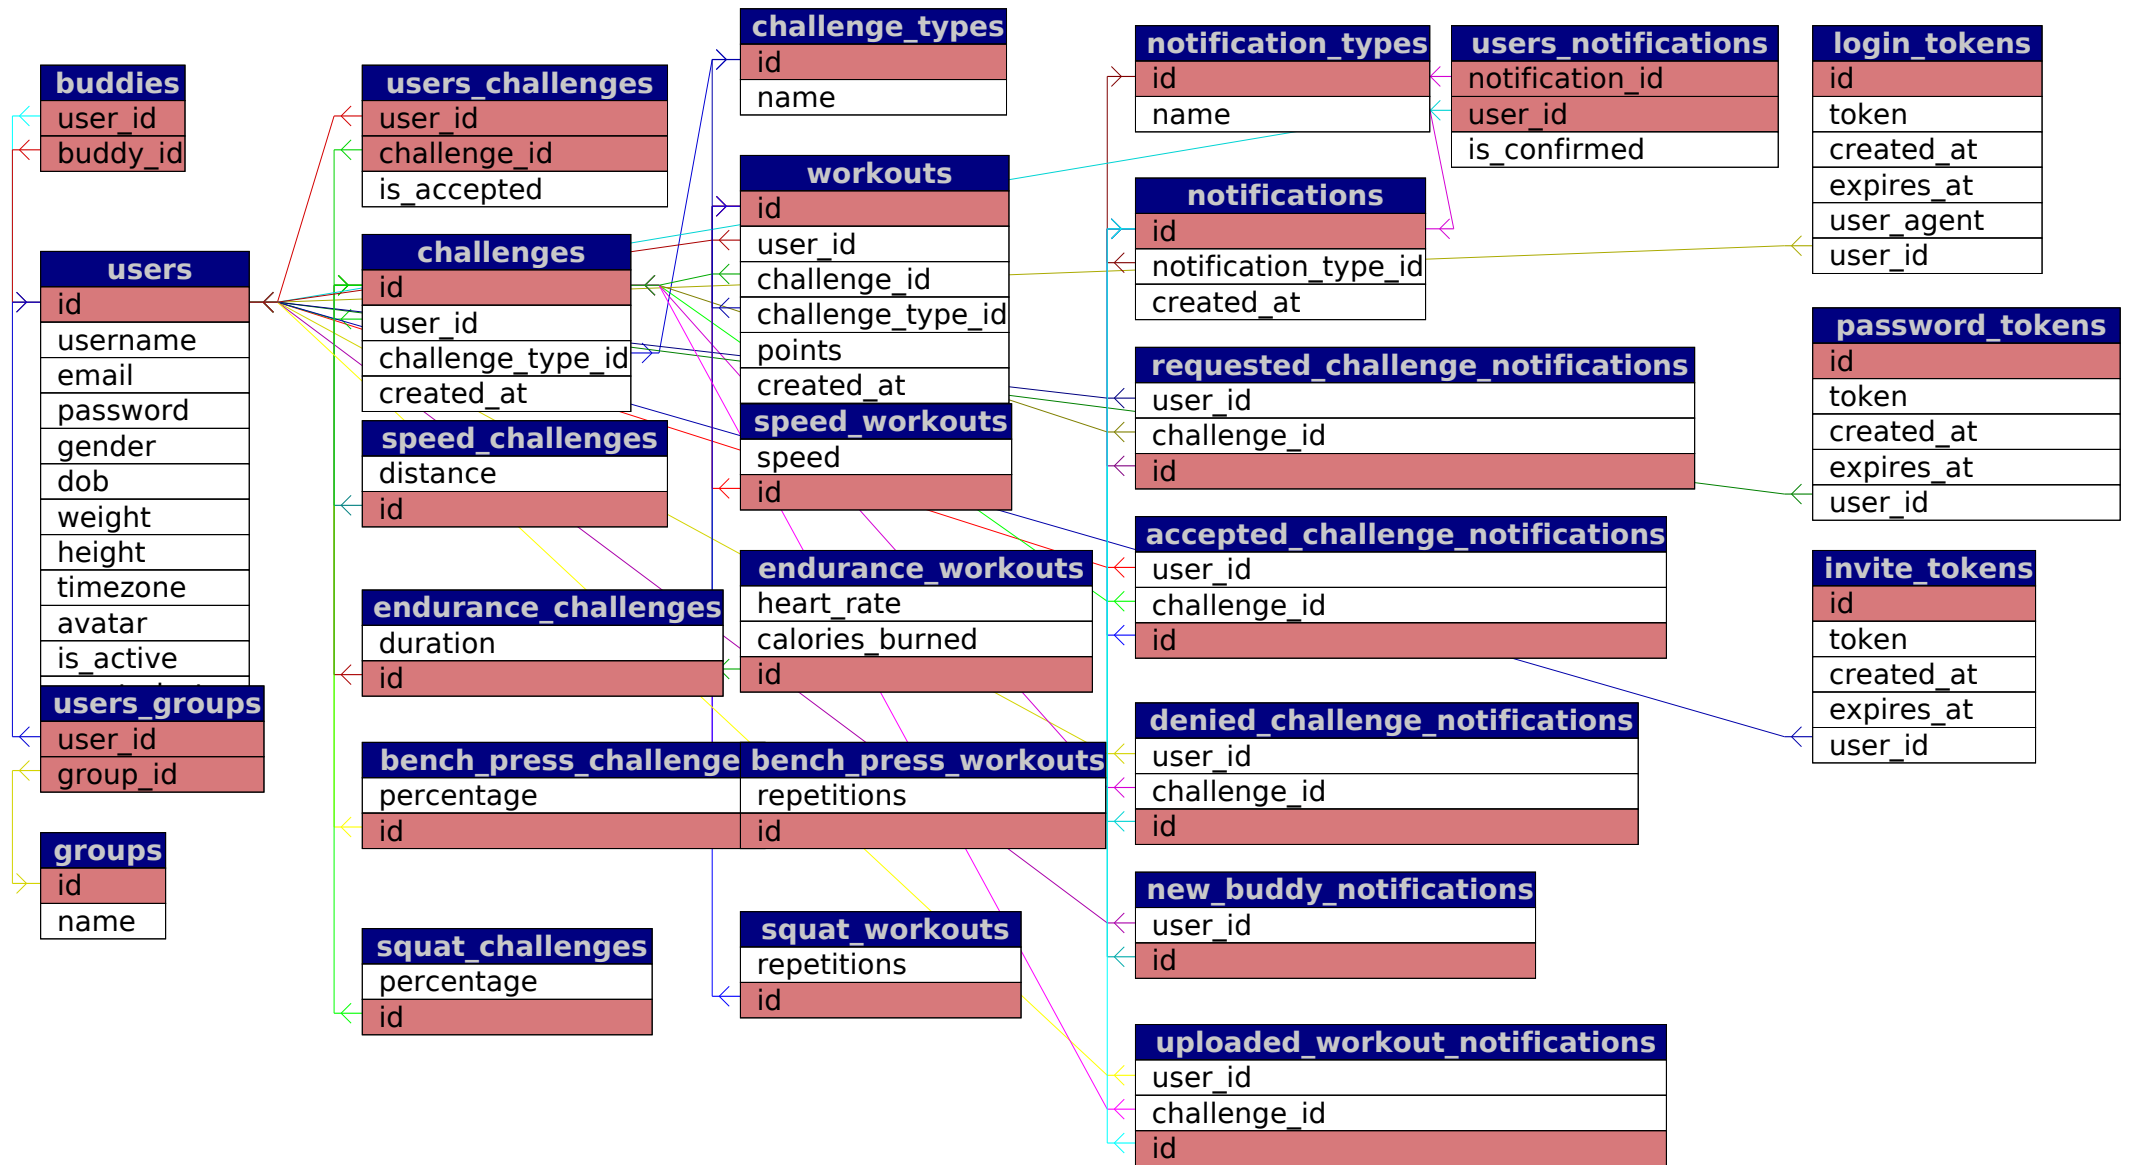 buddies
user_id
buddy_id
users
id
username
email
password
gender
dob
weight
height
timezone
avatar
is_active
users_groups
user_id
group_id
groups
id
name
users_challenges
user_id
challenge_id
is_accepted
challenges
id
user_id
challenge_type_id
created_at
speed_challenges
distance
id
endurance_challenges
duration
id
bench_press_challenge
percentage
id
squat_challenges
percentage
id
challenge_types
id
name
workouts
id
user_id
challenge_id
challenge_type_id
points
created_at
speed_workouts
speed
id
endurance_workouts
heart_rate
calories_burned
id
bench_press_workouts
repetitions
id
squat_workouts
repetitions
id
notification_types
id
name
notifications
id
notification_type_id
created_at
requested_challenge_notifications
user_id
challenge_id
id
accepted_challenge_notifications
user_id
challenge_id
id
denied_challenge_notifications
user_id
challenge_id
id
new_buddy_notifications
user_id
id
uploaded_workout_notifications
user_id
challenge_id
id
users_notifications
notification_id
user_id
is_confirmed
login_tokens
id
token
created_at
expires_at
user_agent
user_id
password_tokens
id
token
created_at
expires_at
user_id
invite_tokens
id
token
created_at
expires_at
user_id